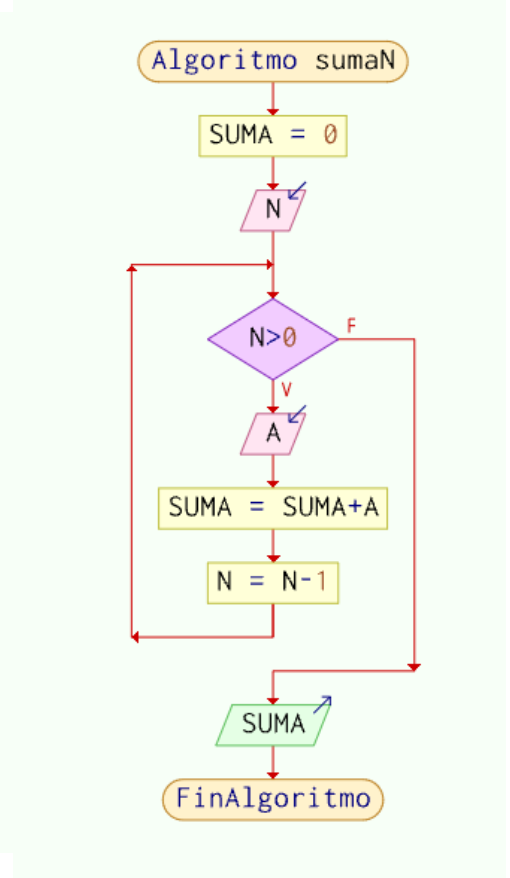 Algoritmo sumaN
SUMA = 0
N
N>0
F
V
A
SUMA = SUMA+A
N = N-1
SUMA
FinAlgoritmo